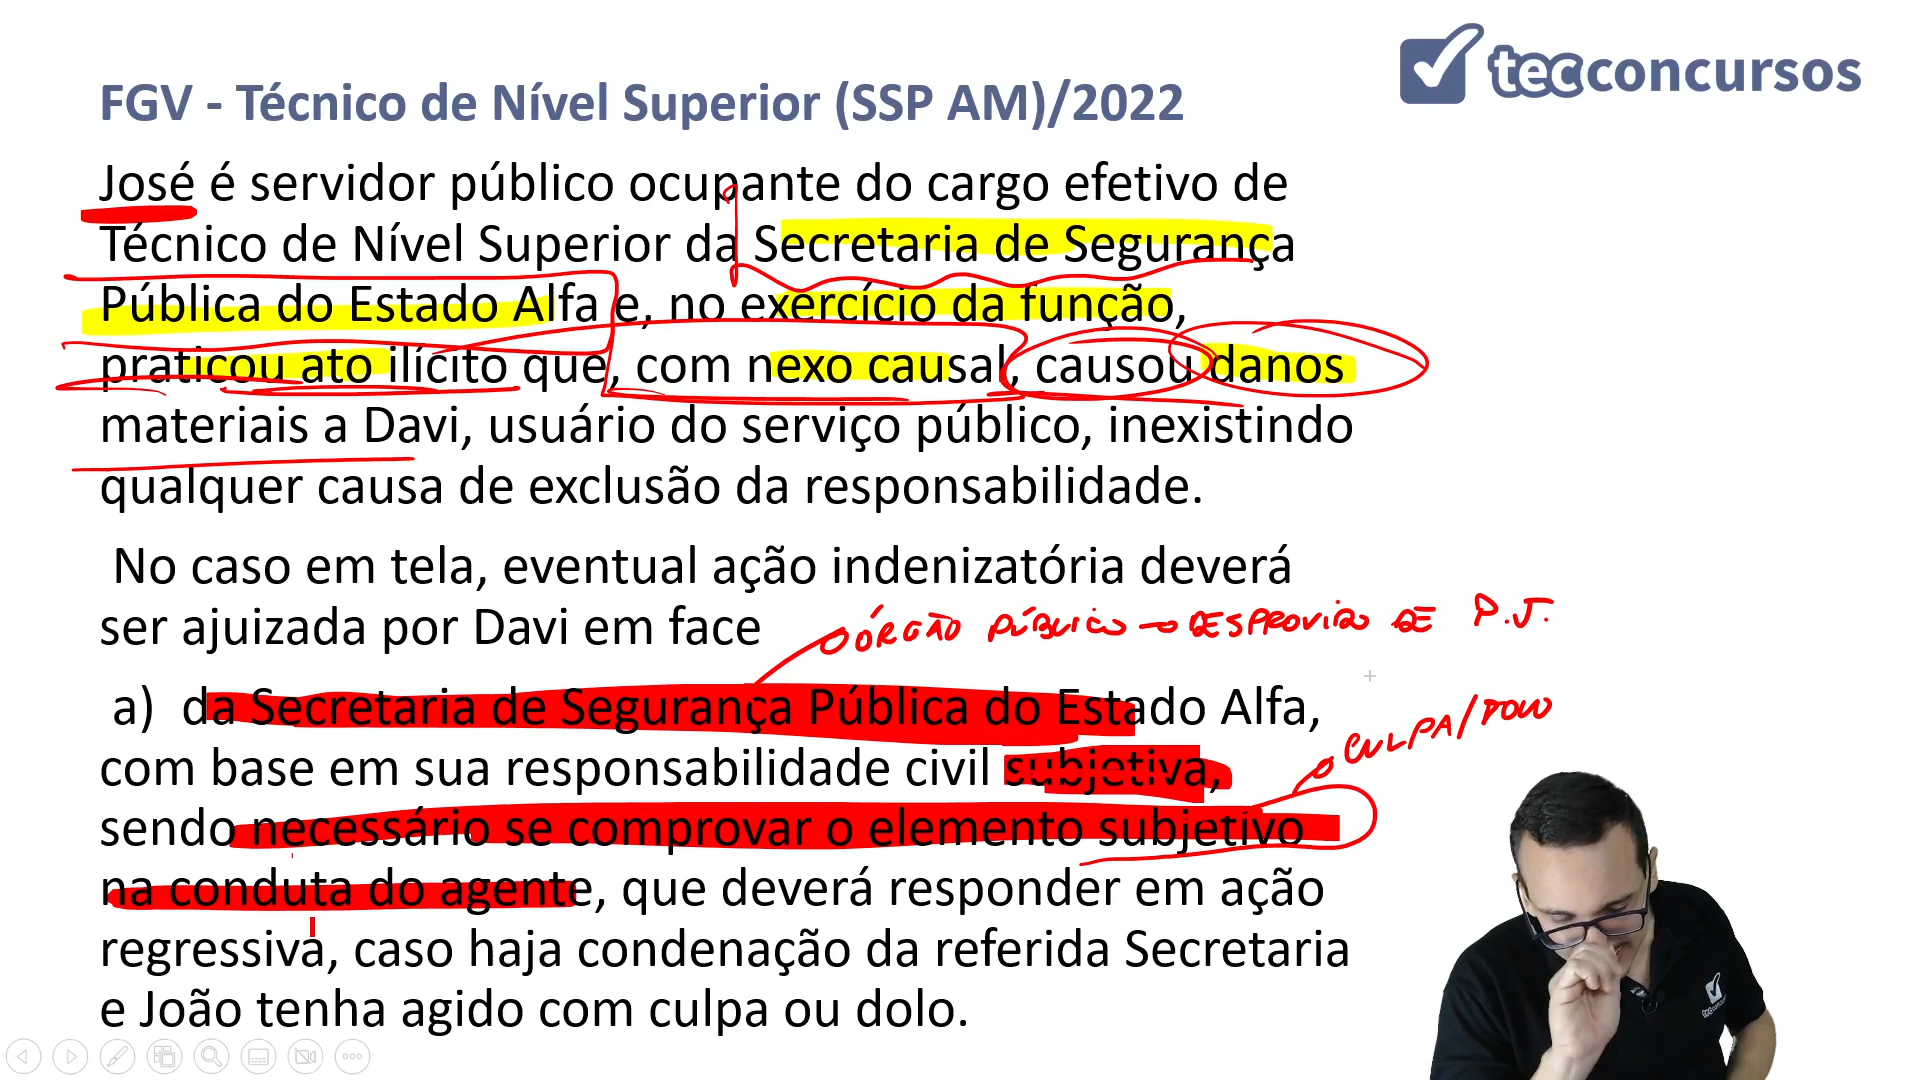 tecconcursos
FGV - Técnico de Nível Superior (SSP AM)/2022
José é servidor público ocupante do cargo efetivo de
Técnico de Nível Superior da Secretaria de Segurança
Pública do Estado Alfa e, no exercício da função,
praticou ato ilícito que, com nexo causal, causou danos
materiais a Davi, usuário do serviço público, inexistindo
qualquer causa de exclusão da responsabilidade.
No caso em tela, eventual ação indenizatória deverá
ser ajuizada por Davi em face
ÓRGÃO PÚBLICO → DESPROVIDO DE P.J.
a) da Secretaria de Segurança Pública do Estado Alfa,
CULPA/DOLO
com base em sua responsabilidade civil subjetiva,
sendo necessário se comprovar o elemento subjetivo
na conduta do agente, que deverá responder em ação
regressiva, caso haja condenação da referida Secretaria
e João tenha agido com culpa ou dolo.